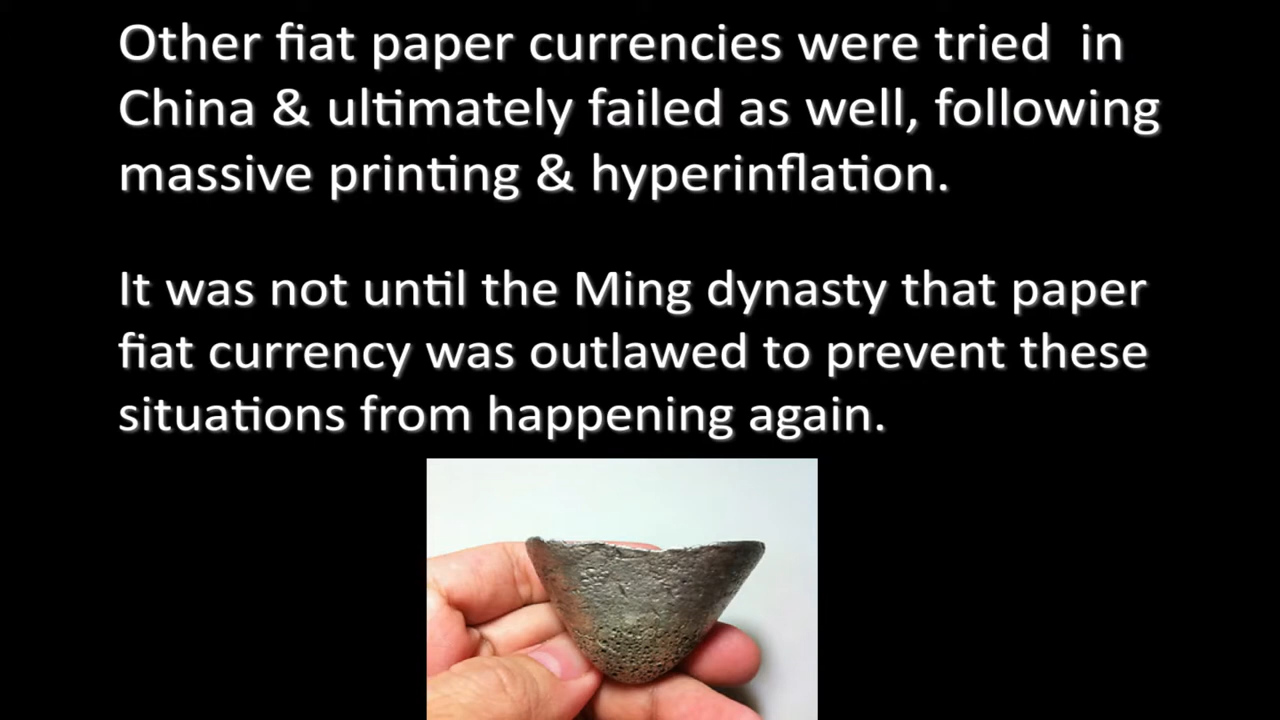 Other fiat paper currencies were tried  in
China & ultimately failed as well, following
massive printing & hyperinflation.
It was not until the Ming dynasty that paper
fiat currency was outlawed to prevent these
situations from happening again.